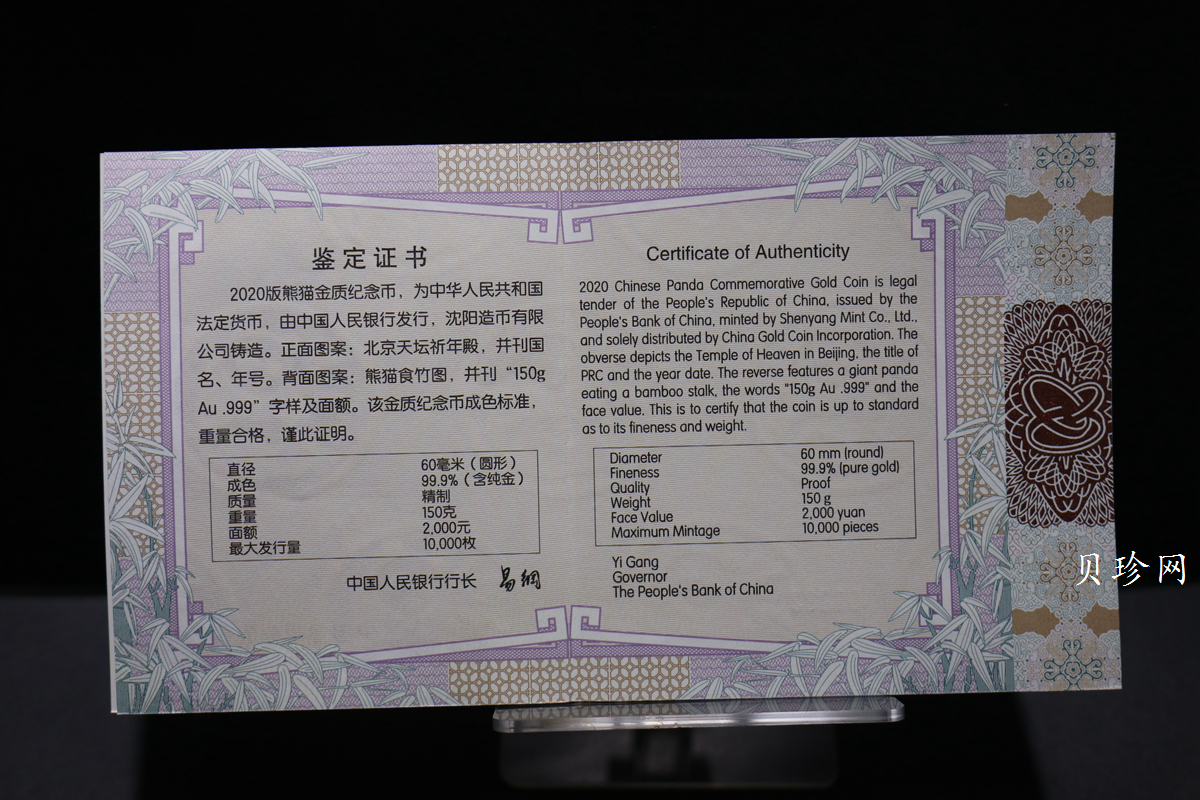 鉴定证书
2020版熊猫金质纪念币，为中华人民共和国
法定货币，由中国人民银行发行，沈阳造币有限
公司铸造。正面图案：北京天坛祈年殿，并刊国
名、年号。背面图案：熊猫食竹图，并刊“150g
Au .999”字样及面额。该金质纪念币成色标准，
重量合格，谨此证明。
直径 60毫米（圆形）
成色 99.9%（含纯金）
质量 精制
重量 150克
面额 2,000元
最大发行量 10,000枚
中国人民银行行长 易纲
Certificate of Authenticity
2020 Chinese Panda Commemorative Gold Coin is legal
tender of the People's Republic of China, issued by the
People's Bank of China, minted by Shenyang Mint Co., Ltd.,
and solely distributed by China Gold Coin Incorporation. The
obverse depicts the Temple of Heaven in Beijing, the title of
PRC and the year date. The reverse features a giant panda
eating a bamboo stalk, the words "150g Au .999" and the
face value. This is to certify that the coin is up to standard
as to its fineness and weight.
Diameter 60 mm (round)
Fineness 99.9% (pure gold)
Quality Proof
Weight 150 g
Face Value 2,000 yuan
Maximum Mintage 10,000 pieces
Yi Gang
Governor
The People's Bank of China
贝珍网